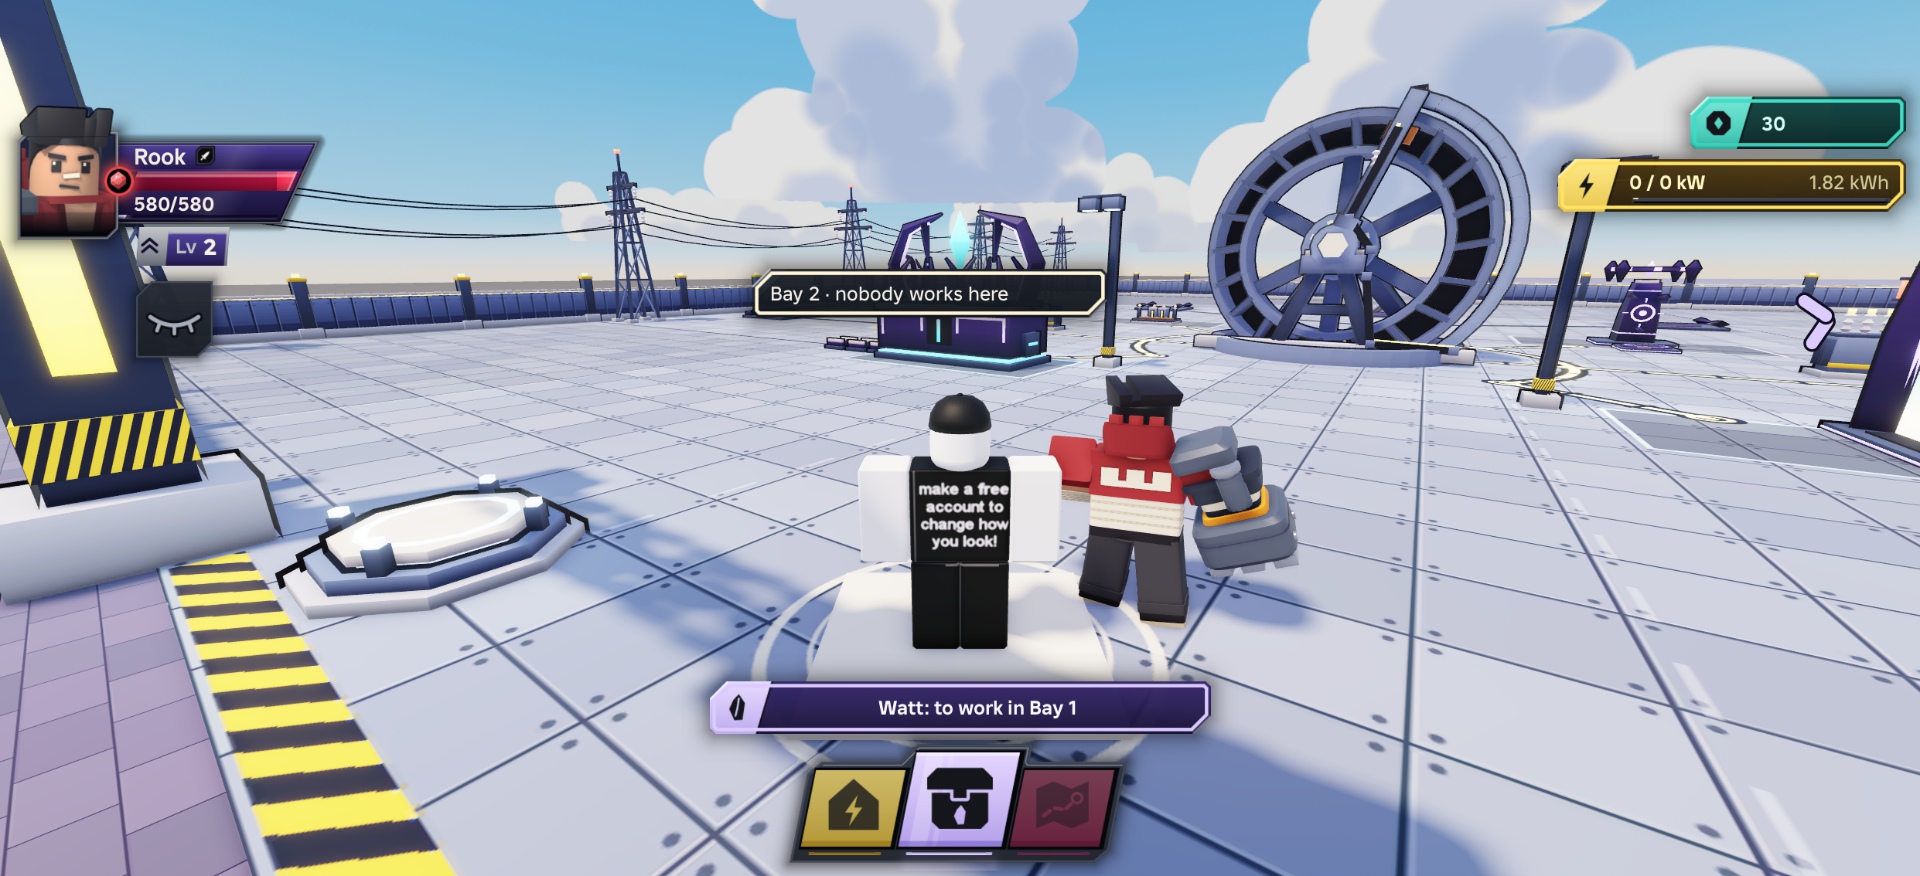 Rook
580/580
Lv 2
30
0 / 0 kW
1.82 kWh
Bay 2 · nobody works here
make a free
account to
change how
you look!
Watt: to work in Bay 1